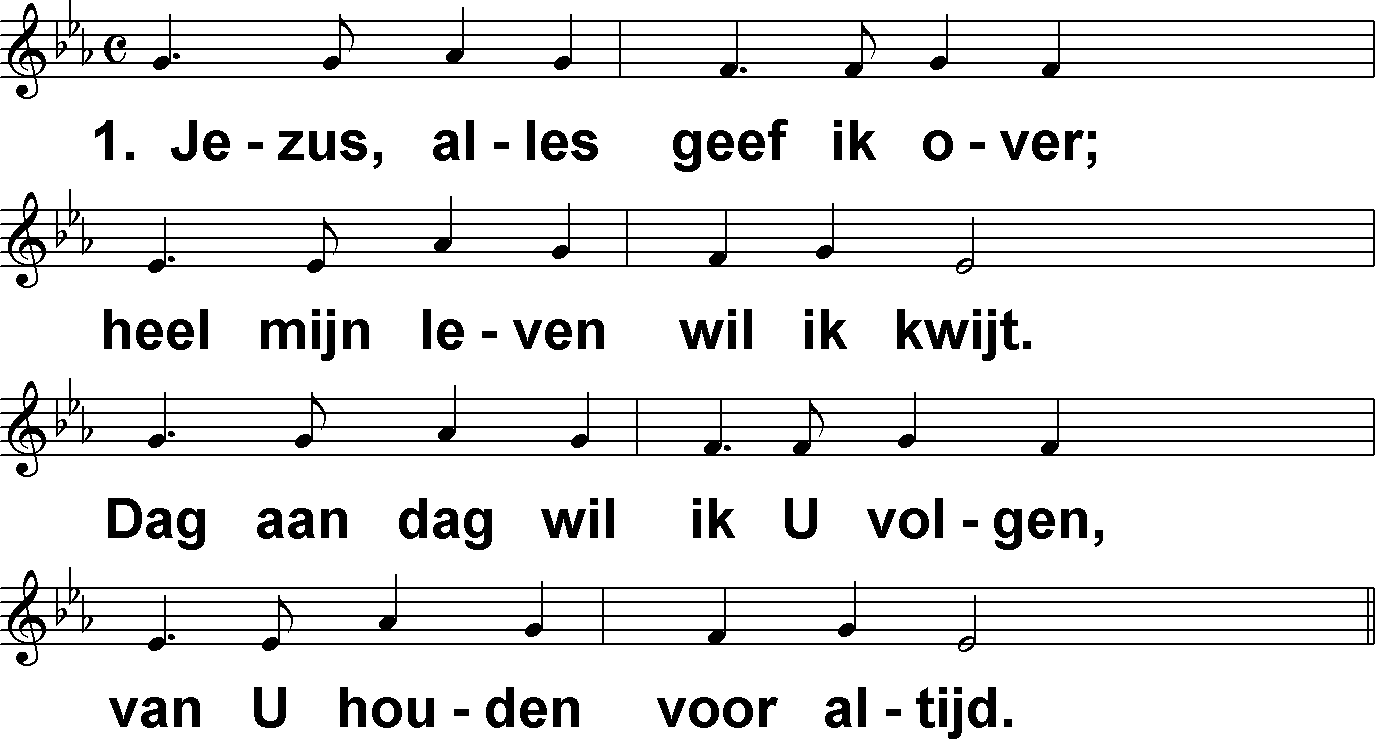 1. Je - zus, al - les geef ik o - ver;
heel mijn le - ven wil ik kwijt.
Dag aan dag wil ik U vol - gen,
van U hou - den voor al - tijd.